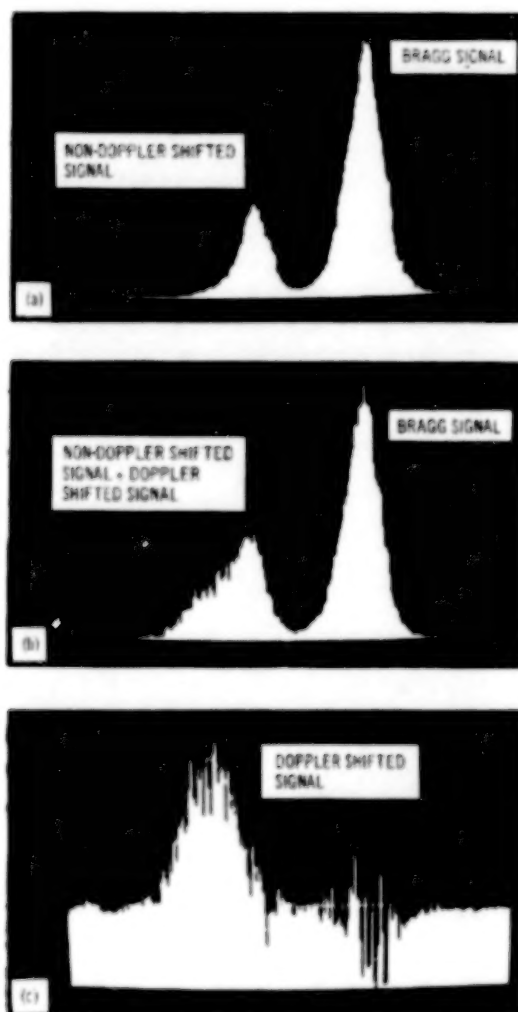 BRAGG SIGNAL
NON-DOPPLER SHIFTED
SIGNAL
(a)
NON-DOPPLER SHIFTED
SIGNAL + DOPPLER
SHIFTED SIGNAL
BRAGG SIGNAL
(b)
DOPPLER SHIFTED
SIGNAL
(c)